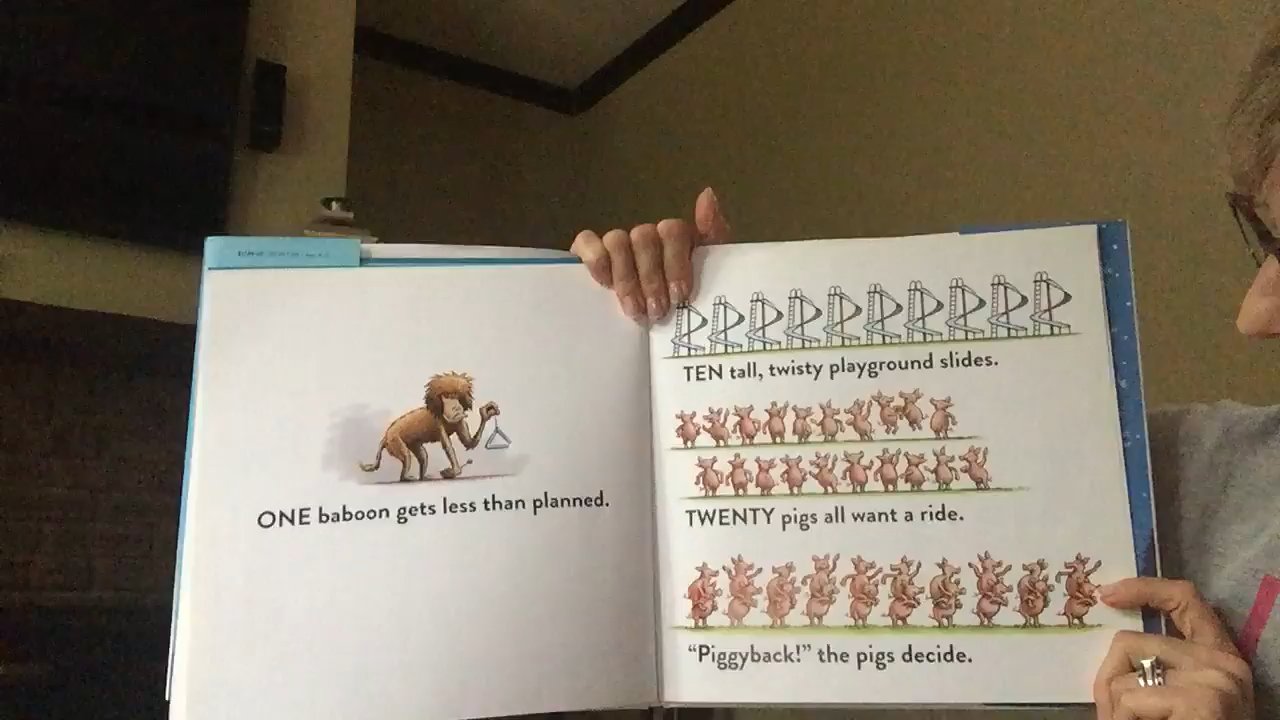 ONE baboon gets less than planned.
TEN tall, twisty playground slides.
TWENTY pigs all want a ride.
“Piggyback!” the pigs decide.